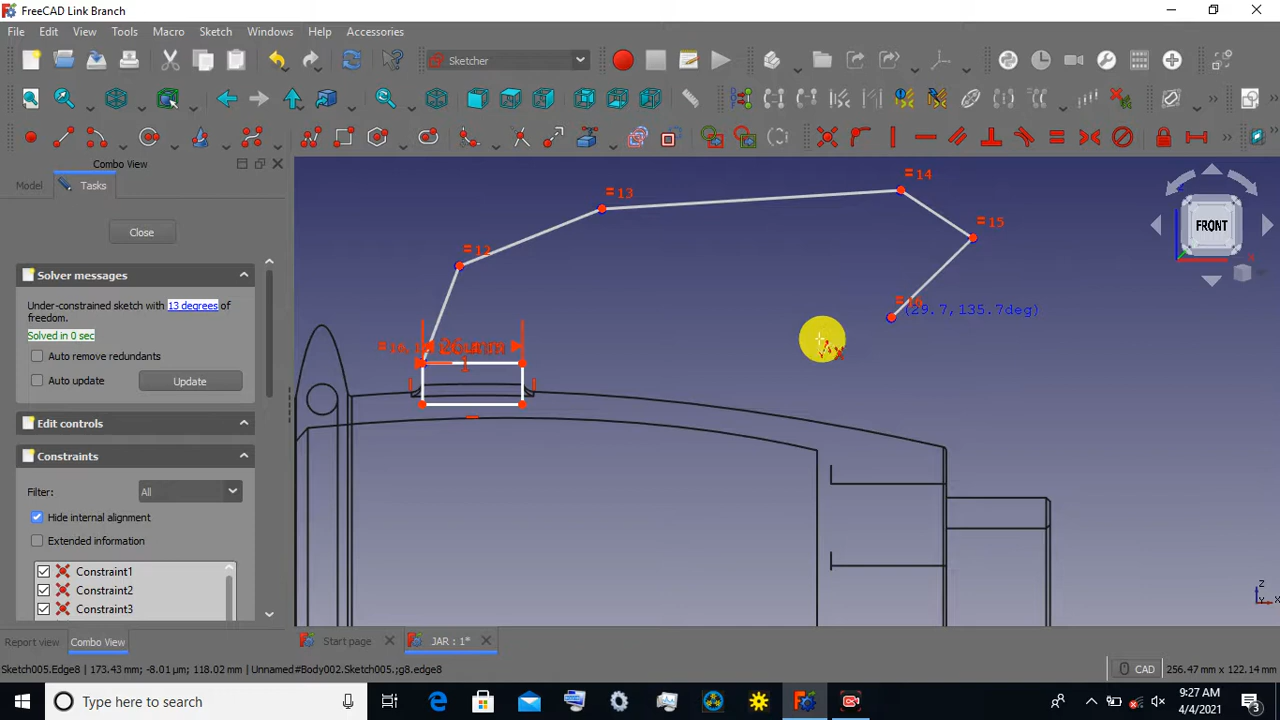 FreeCAD Link Branch
File Edit View Tools Macro Sketch Windows Help Accessories
Sketcher
Combo View
Model
Tasks
Close
Solver messages
Under-constrained sketch with 13 degrees of freedom.
Solved in 0 sec
Auto remove redundants
Auto update
Update
Edit controls
Constraints
Filter:
All
Hide internal alignment
Extended information
Constraint1
Constraint2
Constraint3
=12
=13
=14
=15
(29.7,135.7deg)
FRONT
Report view
Combo View
Start page
JAR : 1*
Sketch005.Edge8 | 173.43 mm, -8.01 µm, 118.02 mm | Unnamed#Body002.Sketch005.;g8.edge8
CAD
256.47 mm x 122.14 mm
Type here to search
9:27 AM
4/4/2021
3